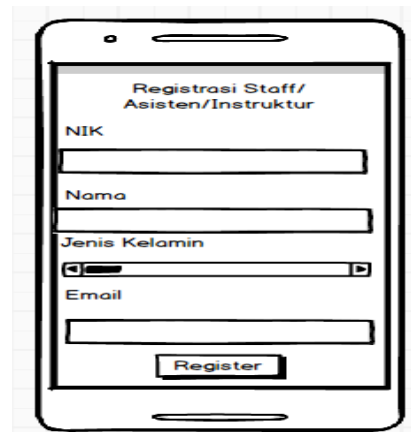 Registrasi Staff/
Asisten/Instruktur
NIK
Nama
Jenis Kelamin
Email
Register